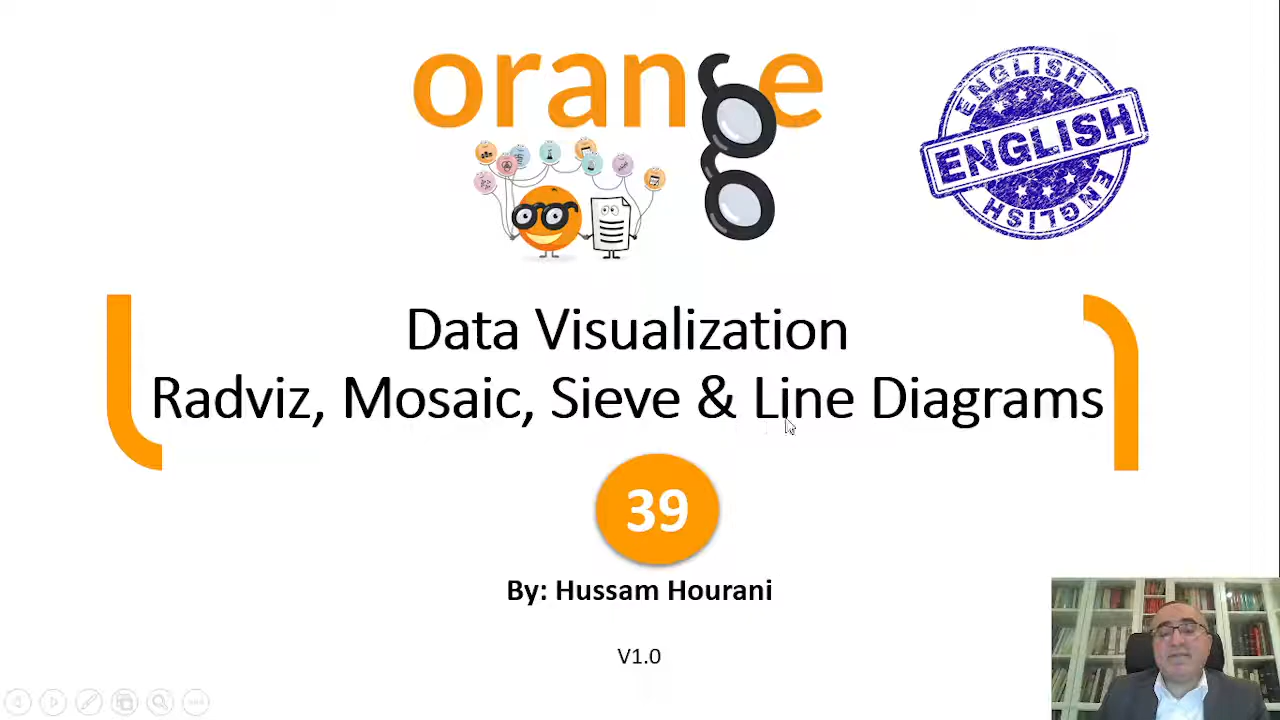 orange
ENGLISH
ENGLISH
ENGLISH
Data Visualization
Radviz, Mosaic, Sieve & Line Diagrams
39
By: Hussam Hourani
V1.0